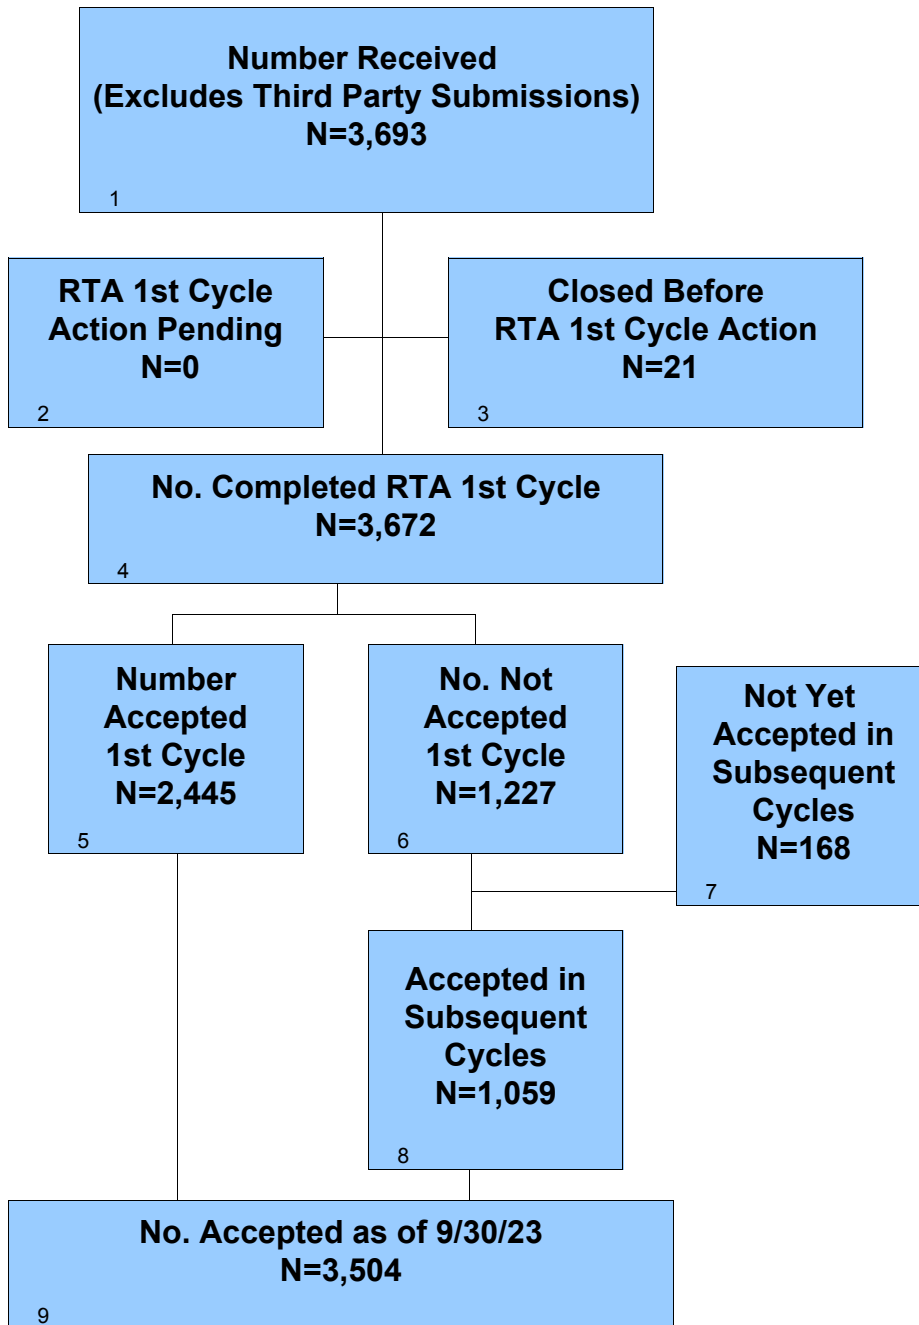 Number Received
(Excludes Third Party Submissions)
N=3,693
1
RTA 1st Cycle
Action Pending
N=0
2
Closed Before
RTA 1st Cycle Action
N=21
3
No. Completed RTA 1st Cycle
N=3,672
4
Number
Accepted
1st Cycle
N=2,445
5
No. Not
Accepted
1st Cycle
N=1,227
6
Not Yet
Accepted in
Subsequent
Cycles
N=168
7
Accepted in
Subsequent
Cycles
N=1,059
8
No. Accepted as of 9/30/23
N=3,504
9